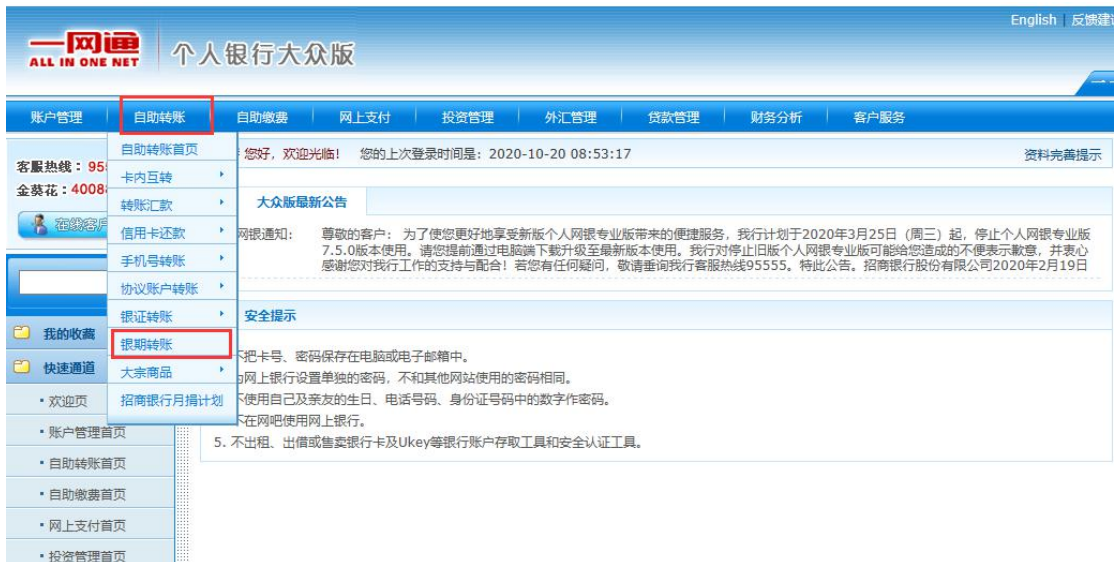 English 反馈建
一网通
ALL IN ONE NET
个人银行大众版
账户管理 自助转账 自助缴费 网上支付 投资管理 外汇管理 贷款管理 财务分析 客户服务
客服热线：95
金葵花：4008
在线客
我的收藏
快速通道
欢迎页
账户管理首页
自助转账首页
自助缴费首页
网上支付首页
投资管理首页
自助转账首页
卡内互转
转账汇款
信用卡还款
手机号转账
协议账户转账
银证转账
银期转账
大宗商品
招商银行月捐计划
您好，欢迎光临！ 您的上次登录时间是：2020-10-20 08:53:17
资料完善提示
大众版最新公告
网银通知： 尊敬的客户：为了使您更好地享受新版个人网银专业版带来的便捷服务，我行计划于2020年3月25日（周三）起，停止个人网银专业版
7.5.0版本使用。请您提前通过电脑端下载升级至最新版本使用。我行对停止旧版个人网银专业版可能给您造成的不便表示歉意，并衷心
感谢您对我行工作的支持与配合！若您有任何疑问，敬请垂询我行客服热线95555。特此公告。招商银行股份有限公司2020年2月19日
安全提示
不把卡号、密码保存在电脑或电子邮箱中。
为网上银行设置单独的密码，不和其他网站使用的密码相同。
不使用自己及亲友的生日、电话号码、身份证号码中的数字作密码。
不在网吧使用网上银行。
5. 不出租、出借或售卖银行卡及Ukey等银行账户存取工具和安全认证工具。